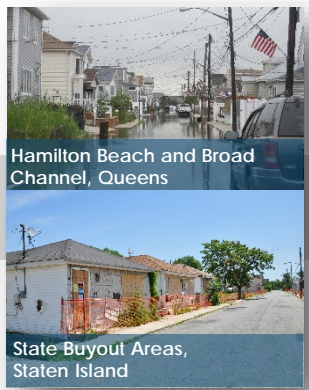 Hamilton Beach and Broad
Channel, Queens
State Buyout Areas,
Staten Island